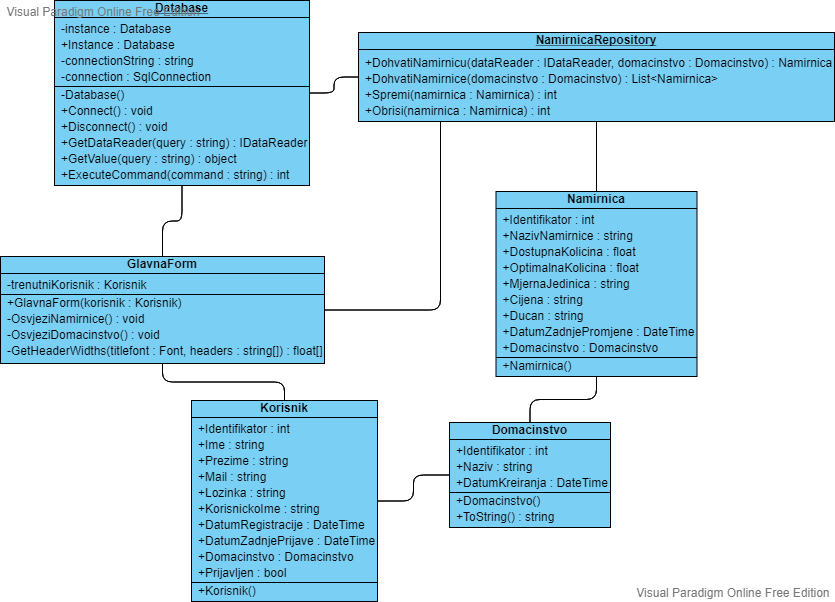 Visual Paradigm Online Free Edition
Database
-instance : Database
+Instance : Database
-connectionString : string
-connection : SqlConnection
-Database()
+Connect() : void
+Disconnect() : void
+GetDataReader(query : string) : IDataReader
+GetValue(query : string) : object
+ExecuteCommand(command : string) : int
NamirnicaRepository
+DohvatiNamirnicu(dataReader : IDataReader, domacinstvo : Domacinstvo) : Namirnica
+DohvatiNamirnice(domacinstvo : Domacinstvo) : List<Namirnica>
+Spremi(namirnica : Namirnica) : int
+Obrisi(namirnica : Namirnica) : int
Namirnica
+Identifikator : int
+NazivNamirnice : string
+DostupnaKolicina : float
+OptimalnaKolicina : float
+MjernaJedinica : string
+Cijena : string
+Ducan : string
+DatumZadnjePromjene : DateTime
+Domacinstvo : Domacinstvo
+Namirnica()
GlavnaForm
-trenutniKorisnik : Korisnik
+GlavnaForm(korisnik : Korisnik)
-OsvjeziNamirnice() : void
-OsvjeziDomacinstvo() : void
-GetHeaderWidths(titlefont : Font, headers : string[]) : float[]
Korisnik
+Identifikator : int
+Ime : string
+Prezime : string
+Mail : string
+Lozinka : string
+KorisnickoIme : string
+DatumRegistracije : DateTime
+DatumZadnjePrijave : DateTime
+Domacinstvo : Domacinstvo
+Prijavljen : bool
+Korisnik()
Domacinstvo
+Identifikator : int
+Naziv : string
+DatumKreiranja : DateTime
+Domacinstvo()
+ToString() : string
Visual Paradigm Online Free Edition